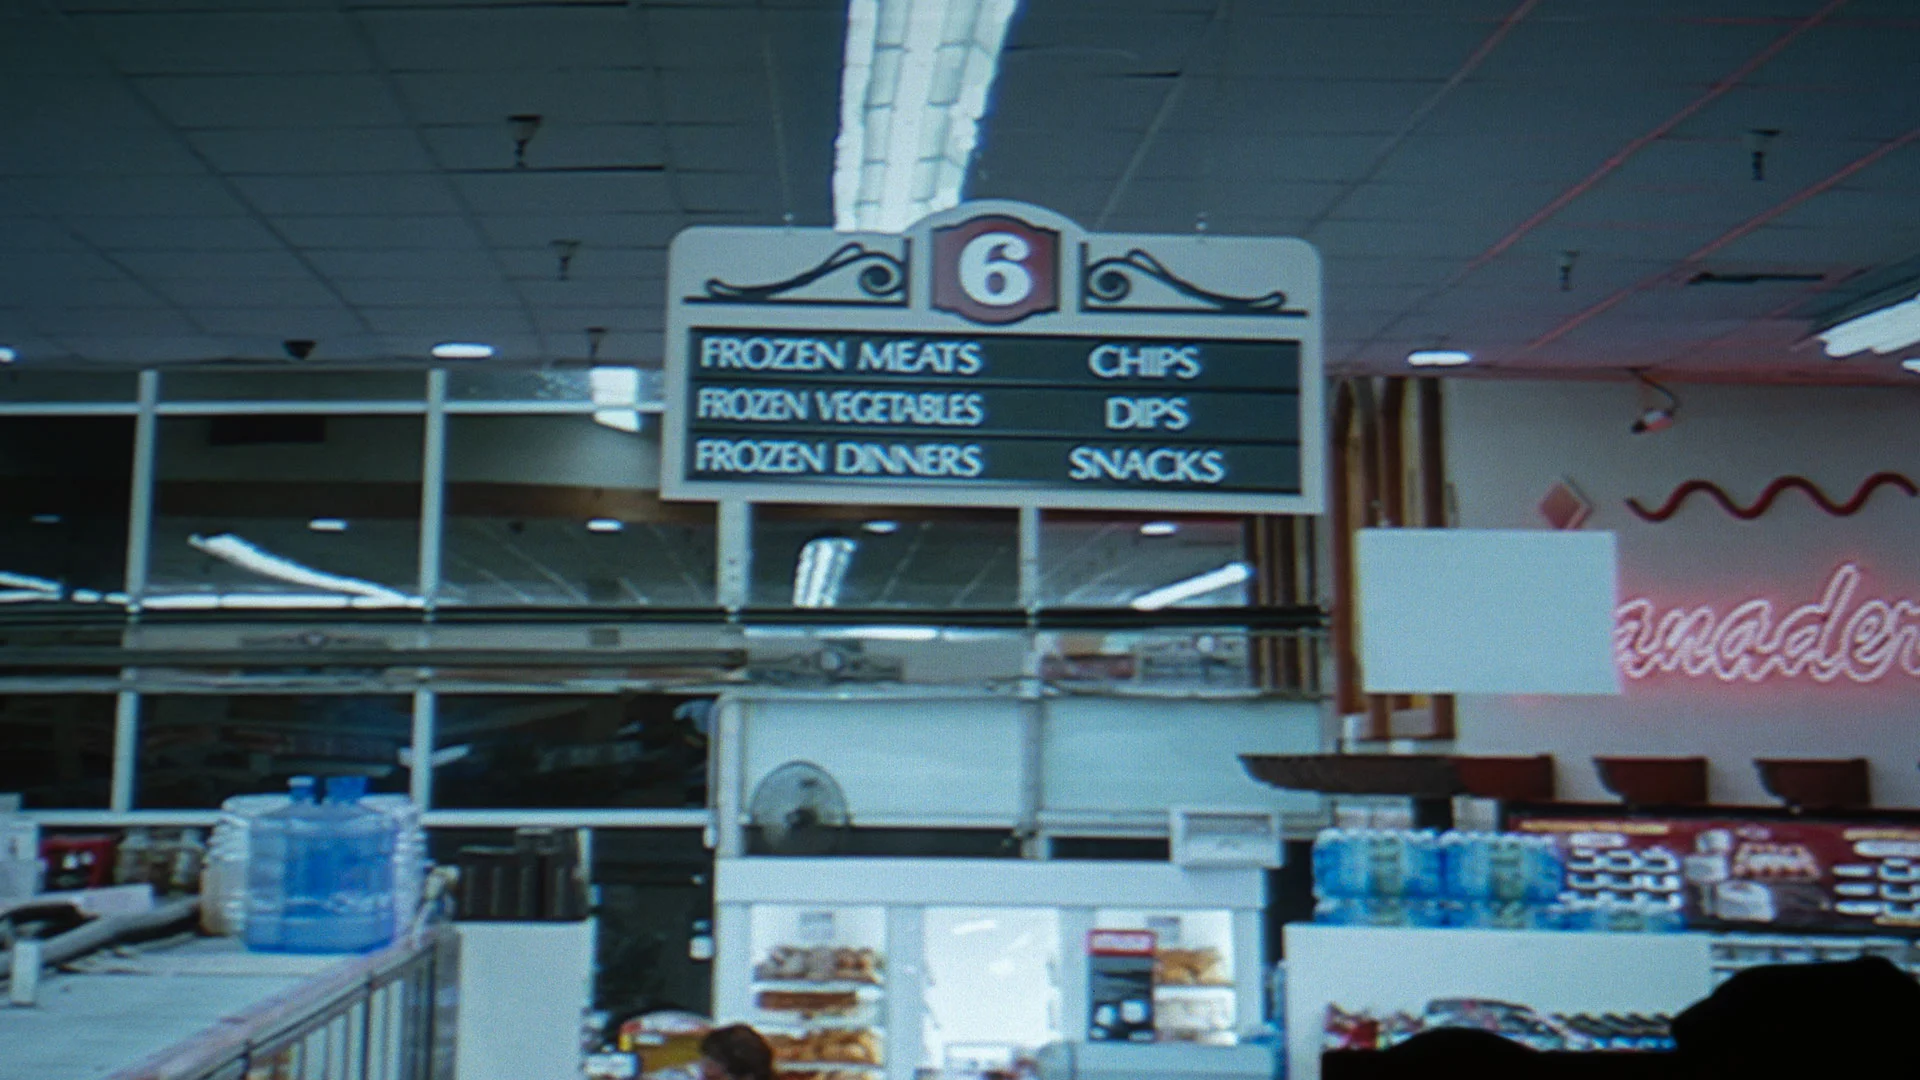 6
FROZEN MEATS CHIPS
FROZEN VEGETABLES DIPS
FROZEN DINNERS SNACKS
anader